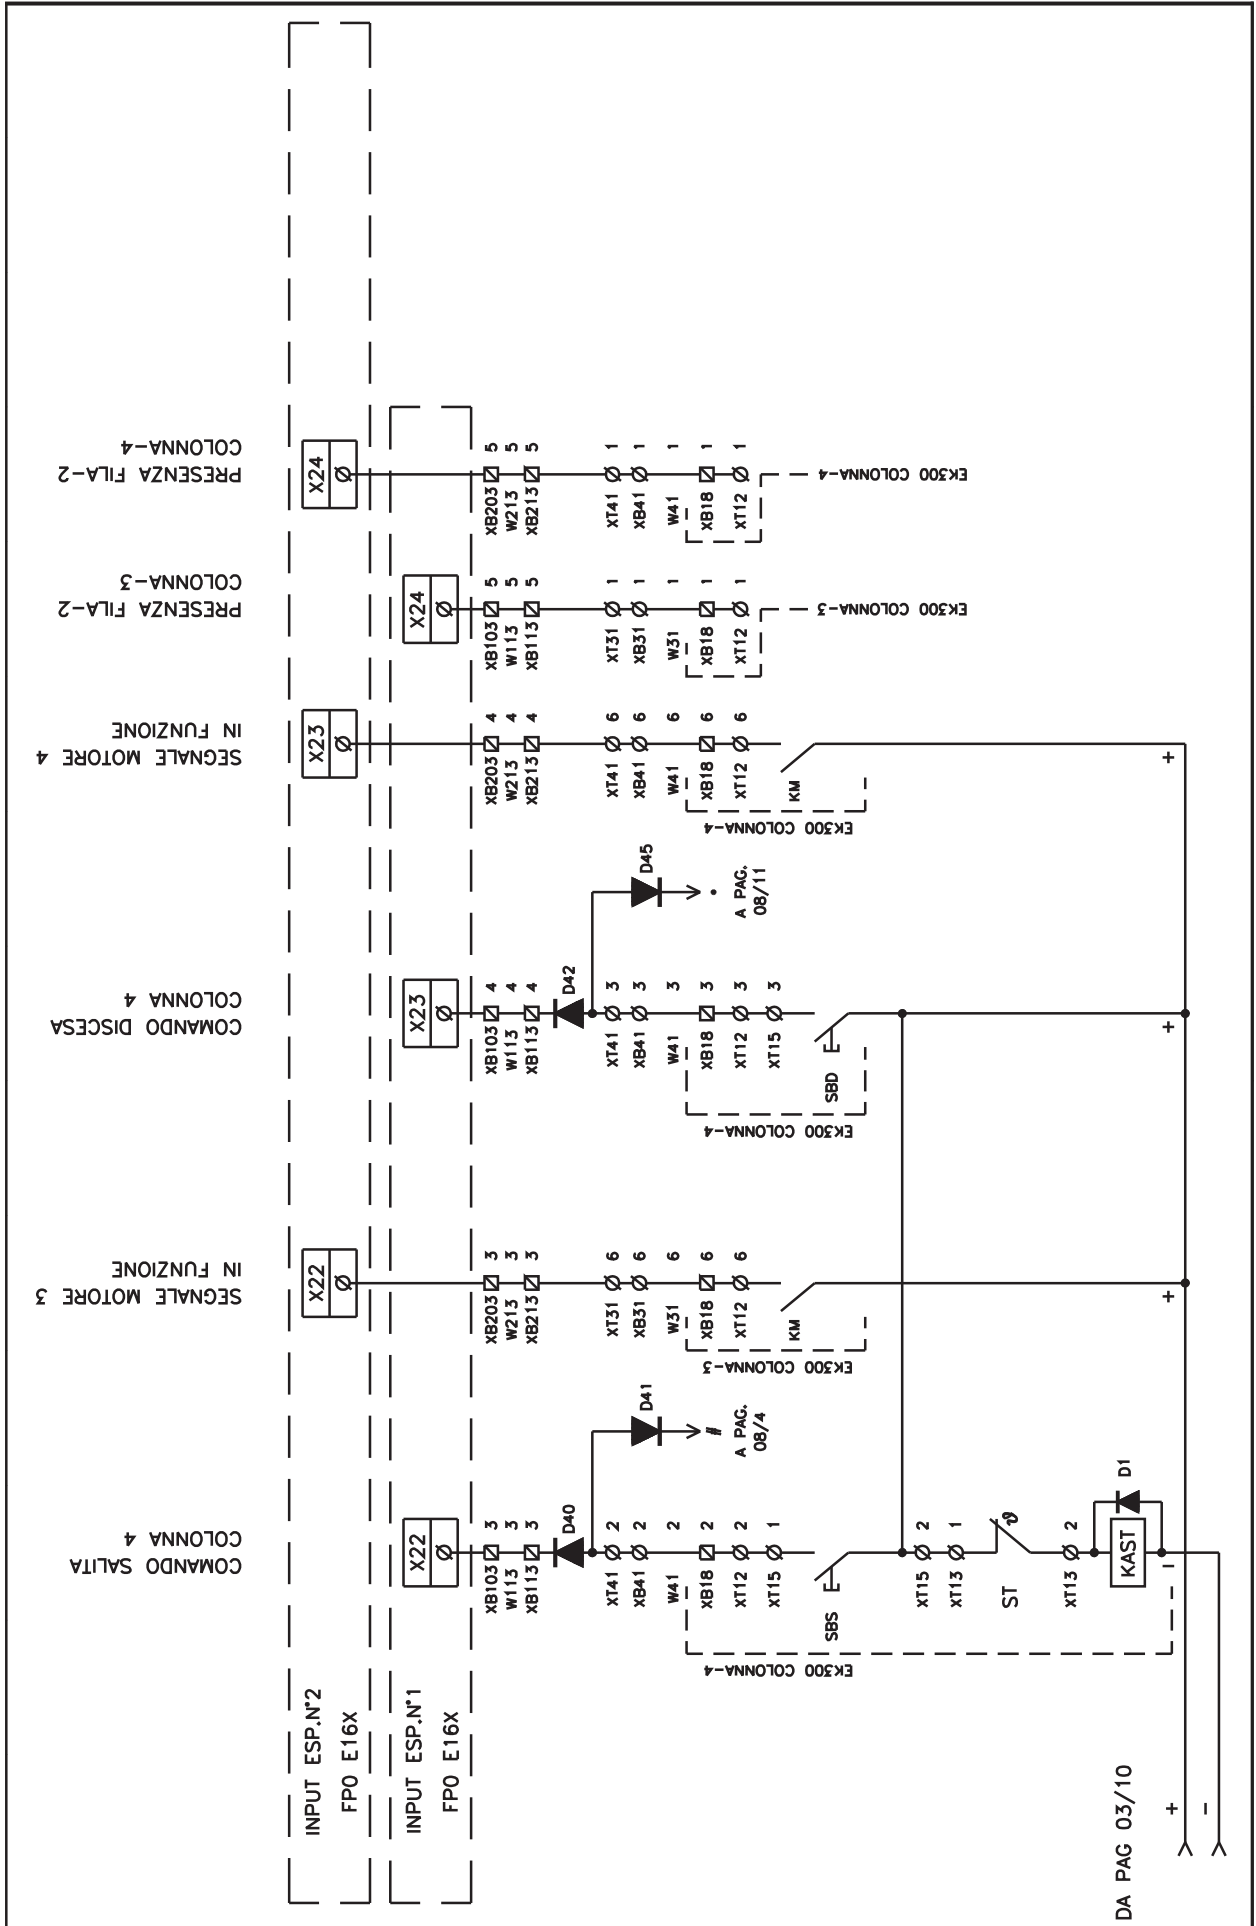 INPUT ESP.N°2
FP0 E16X
INPUT ESP.N°1
FP0 E16X
DA PAG 03/10
+
−
COMANDO SALITA
COLONNA 4
X22
XB103 3
W113 3
XB113 3
D40
XT41 2
XB41 2
W41 2
XB18 2
XT12 2
XT15 1
SBS
XT15 2
XT13 1
ST
ϑ
XT13 2
KAST
D1
−
EK300 COLONNA-4
D41
#
A PAG.
08/4
SEGNALE MOTORE 3
IN FUNZIONE
X22
XB203 3
W213 3
XB213 3
XT31 6
XB31 6
W31 6
XB18 6
XT12 6
KM
EK300 COLONNA-3
+
COMANDO DISCESA
COLONNA 4
X23
XB103 4
W113 4
XB113 4
D42
XT41 3
XB41 3
W41 3
XB18 3
XT12 3
XT15 3
SBD
EK300 COLONNA-4
+
D45
•
A PAG.
08/11
SEGNALE MOTORE 4
IN FUNZIONE
X23
XB203 4
W213 4
XB213 4
XT41 6
XB41 6
W41 6
XB18 6
XT12 6
KM
EK300 COLONNA-4
+
PRESENZA FILA-2
COLONNA-3
X24
XB103 5
W113 5
XB113 5
XT31 1
XB31 1
W31 1
XB18 1
XT12 1
EK300 COLONNA-3
PRESENZA FILA-2
COLONNA-4
X24
XB203 5
W213 5
XB213 5
XT41 1
XB41 1
W41 1
XB18 1
XT12 1
EK300 COLONNA-4